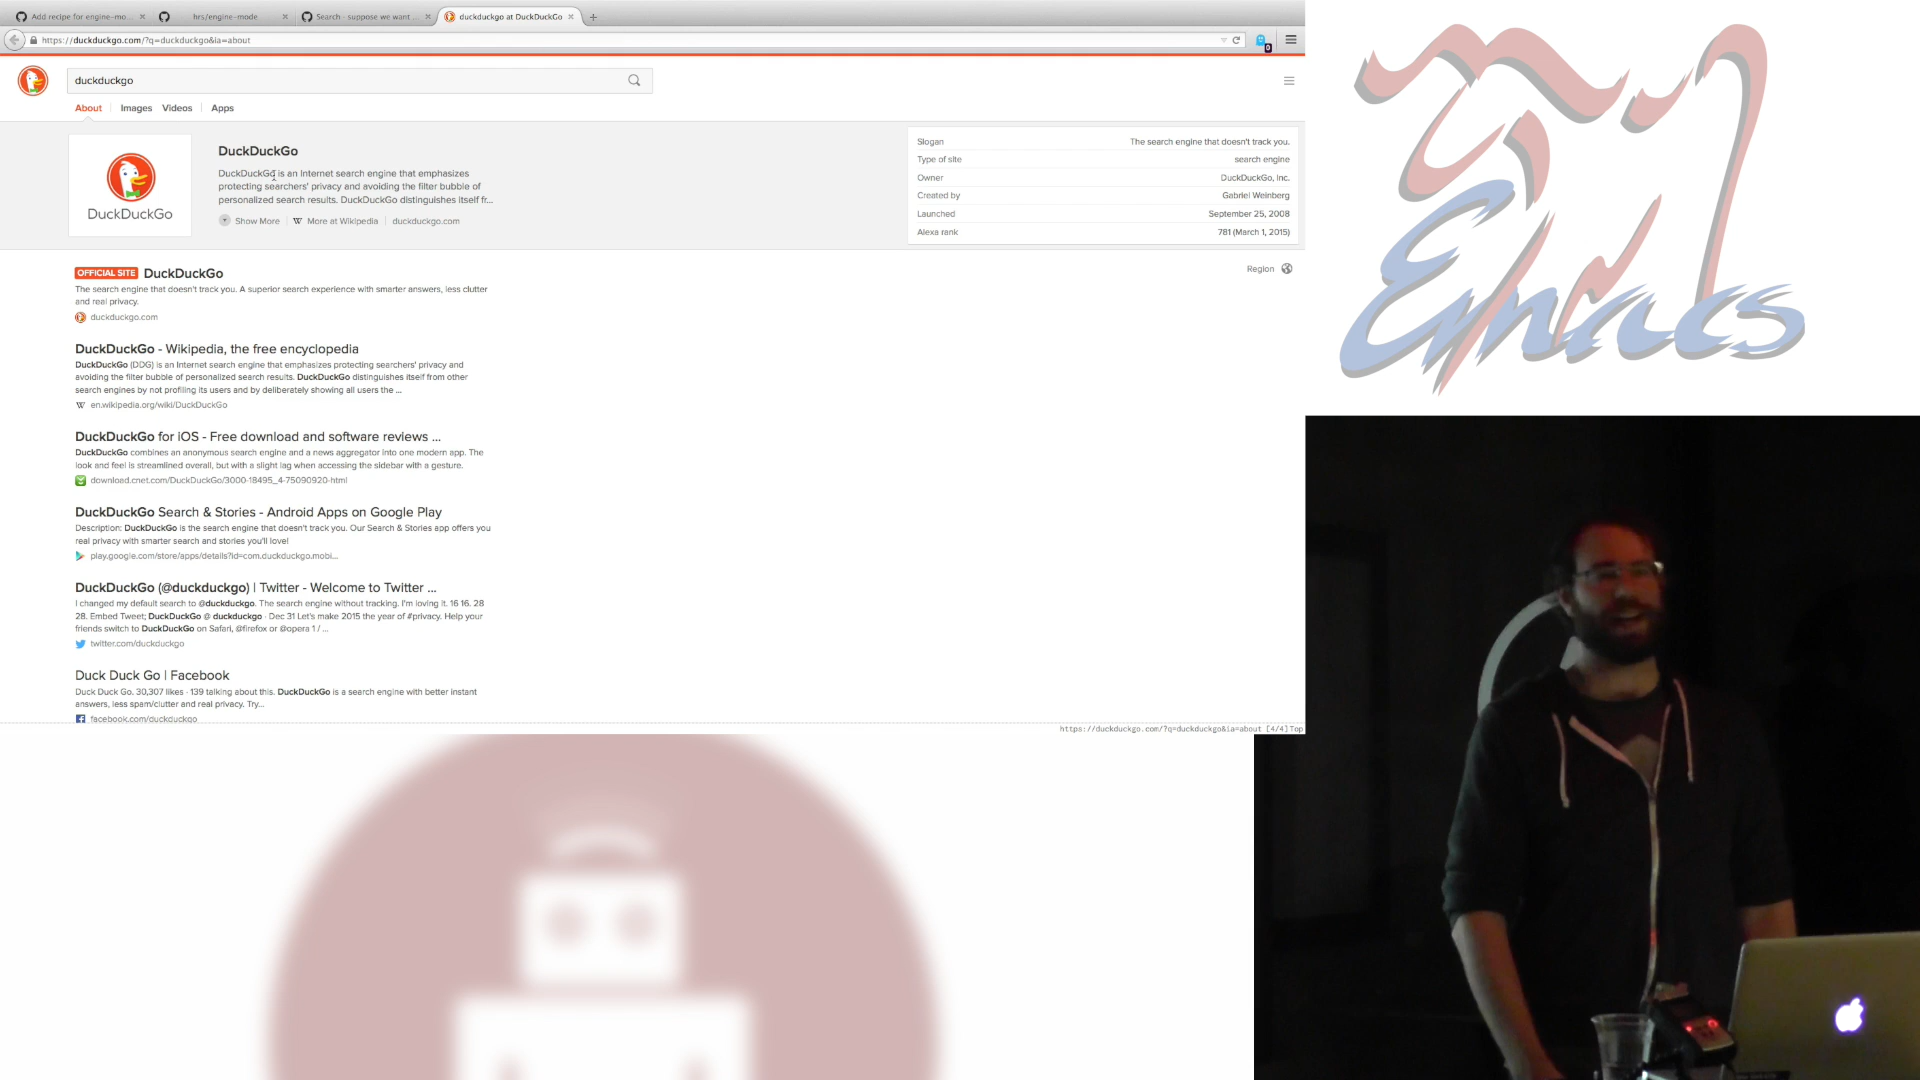 Add recipe for engine-mo...
hrs/engine-mode
Search · suppose we want ...
duckduckgo at DuckDuckGo
https://duckduckgo.com/?q=duckduckgo&ia=about
0
duckduckgo
About
Images
Videos
Apps
DuckDuckGo
DuckDuckGo
DuckDuckGo is an Internet search engine that emphasizes
protecting searchers' privacy and avoiding the filter bubble of
personalized search results. DuckDuckGo distinguishes itself fr...
Show More
W More at Wikipedia
duckduckgo.com
Slogan The search engine that doesn't track you.
Type of site search engine
Owner DuckDuckGo, Inc.
Created by Gabriel Weinberg
Launched September 25, 2008
Alexa rank 781 (March 1, 2015)
Region
OFFICIAL SITE DuckDuckGo
The search engine that doesn't track you. A superior search experience with smarter answers, less clutter
and real privacy.
duckduckgo.com
DuckDuckGo - Wikipedia, the free encyclopedia
DuckDuckGo (DDG) is an Internet search engine that emphasizes protecting searchers' privacy and
avoiding the filter bubble of personalized search results. DuckDuckGo distinguishes itself from other
search engines by not profiling its users and by deliberately showing all users the ...
W en.wikipedia.org/wiki/DuckDuckGo
DuckDuckGo for iOS - Free download and software reviews ...
DuckDuckGo combines an anonymous search engine and a news aggregator into one modern app. The
look and feel is streamlined overall, but with a slight lag when accessing the sidebar with a gesture.
download.cnet.com/DuckDuckGo/3000-18495_4-75090920-html
DuckDuckGo Search & Stories - Android Apps on Google Play
Description: DuckDuckGo is the search engine that doesn't track you. Our Search & Stories app offers you
real privacy with smarter search and stories you'll love!
play.google.com/store/apps/details?id=com.duckduckgo.mobi...
DuckDuckGo (@duckduckgo) | Twitter - Welcome to Twitter ...
I changed my default search to @duckduckgo. The search engine without tracking. I'm loving it. 16 16. 28
28. Embed Tweet; DuckDuckGo @ duckduckgo · Dec 31 Let's make 2015 the year of #privacy. Help your
friends switch to DuckDuckGo on Safari, @firefox or @opera 1 / ...
twitter.com/duckduckgo
Duck Duck Go | Facebook
Duck Duck Go. 30,307 likes · 139 talking about this. DuckDuckGo is a search engine with better instant
answers, less spam/clutter and real privacy. Try...
facebook.com/duckduckgo
https://duckduckgo.com/?q=duckduckgo&ia=about [4/4] Top
Emacs